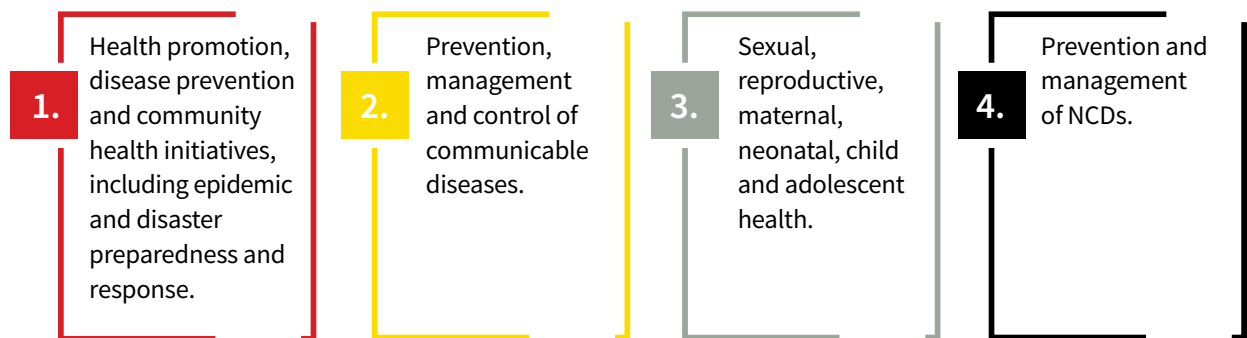 1.
Health promotion,
disease prevention
and community
health initiatives,
including epidemic
and disaster
preparedness and
response.
2.
Prevention,
management
and control of
communicable
diseases.
3.
Sexual,
reproductive,
maternal,
neonatal, child
and adolescent
health.
4.
Prevention and
management
of NCDs.